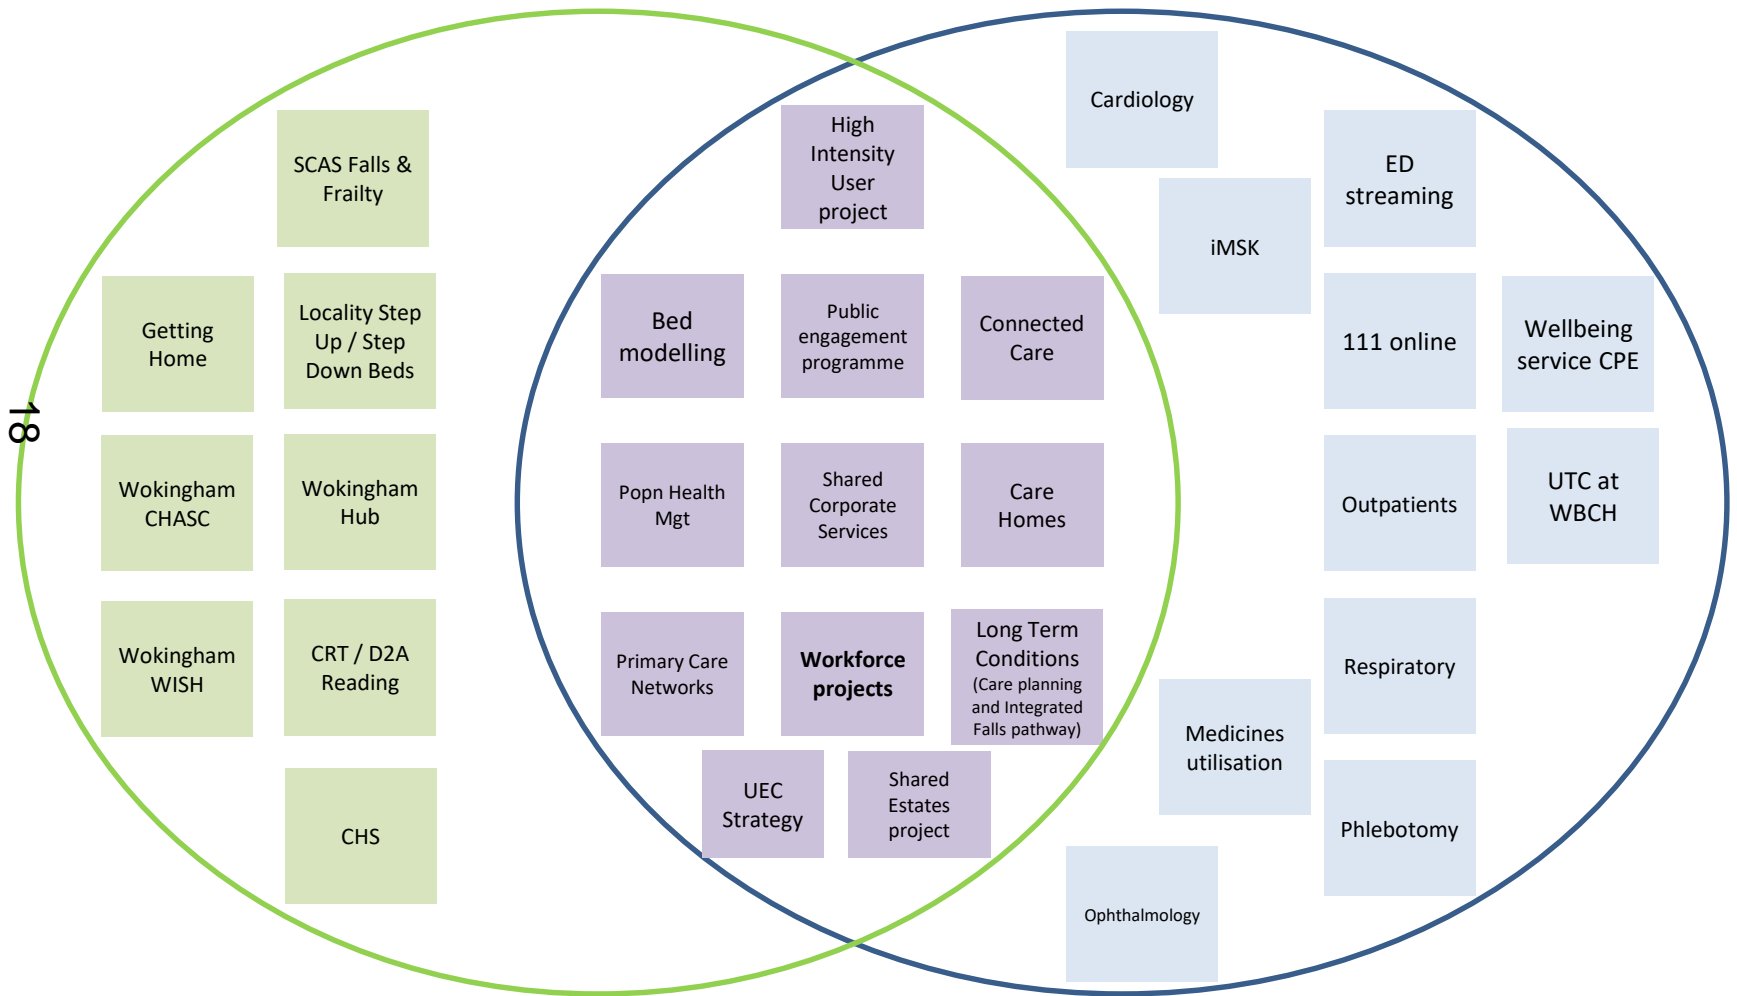 SCAS Falls &
Frailty
Getting
Home
Locality Step
Up / Step
Down Beds
18
Wokingham
CHASC
Wokingham
Hub
Wokingham
WISH
CRT / D2A
Reading
CHS
High
Intensity
User
project
Bed
modelling
Public
engagement
programme
Connected
Care
Popn Health
Mgt
Shared
Corporate
Services
Care
Homes
Primary Care
Networks
Workforce
projects
Long Term
Conditions
(Care planning
and Integrated
Falls pathway)
UEC
Strategy
Shared
Estates
project
Cardiology
ED
streaming
iMSK
111 online
Wellbeing
service CPE
Outpatients
UTC at
WBCH
Respiratory
Medicines
utilisation
Phlebotomy
Ophthalmology